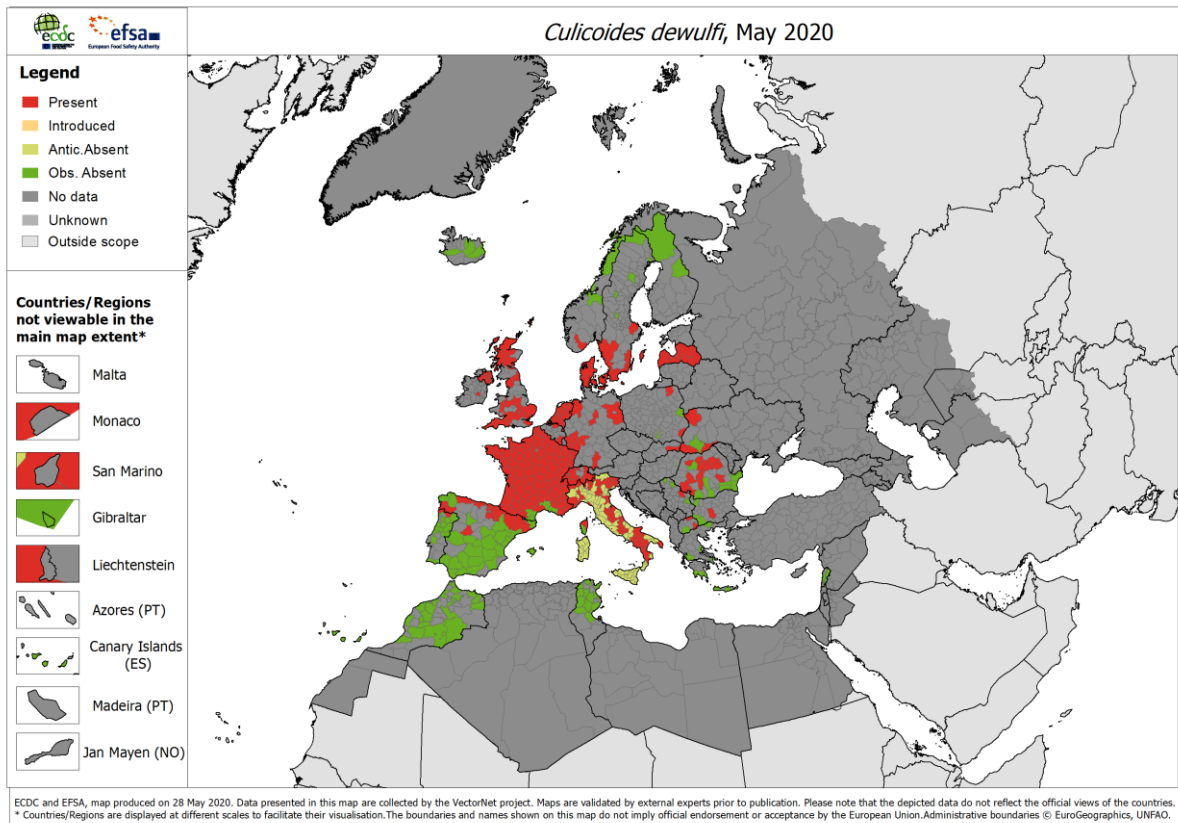 ecdc
efsa
European Food Safety Authority
Culicoides dewulfi, May 2020
Legend
Present
Introduced
Antic.Absent
Obs. Absent
No data
Unknown
Outside scope
Countries/Regions
not viewable in the
main map extent*
Malta
Monaco
San Marino
Gibraltar
Liechtenstein
Azores (PT)
Canary Islands
(ES)
Madeira (PT)
Jan Mayen (NO)
ECDC and EFSA, map produced on 28 May 2020. Data presented in this map are collected by the VectorNet project. Maps are validated by external experts prior to publication. Please note that the depicted data do not reflect the official views of the countries.
* Countries/Regions are displayed at different scales to facilitate their visualisation.The boundaries and names shown on this map do not imply official endorsement or acceptance by the European Union.Administrative boundaries © EuroGeographics, UNFAO.